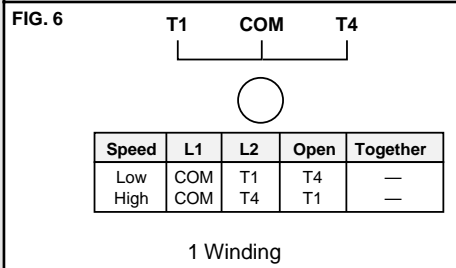 FIG. 6
T1 COM T4
Speed L1 L2 Open Together
Low COM T1 T4 —
High COM T4 T1 —
1 Winding